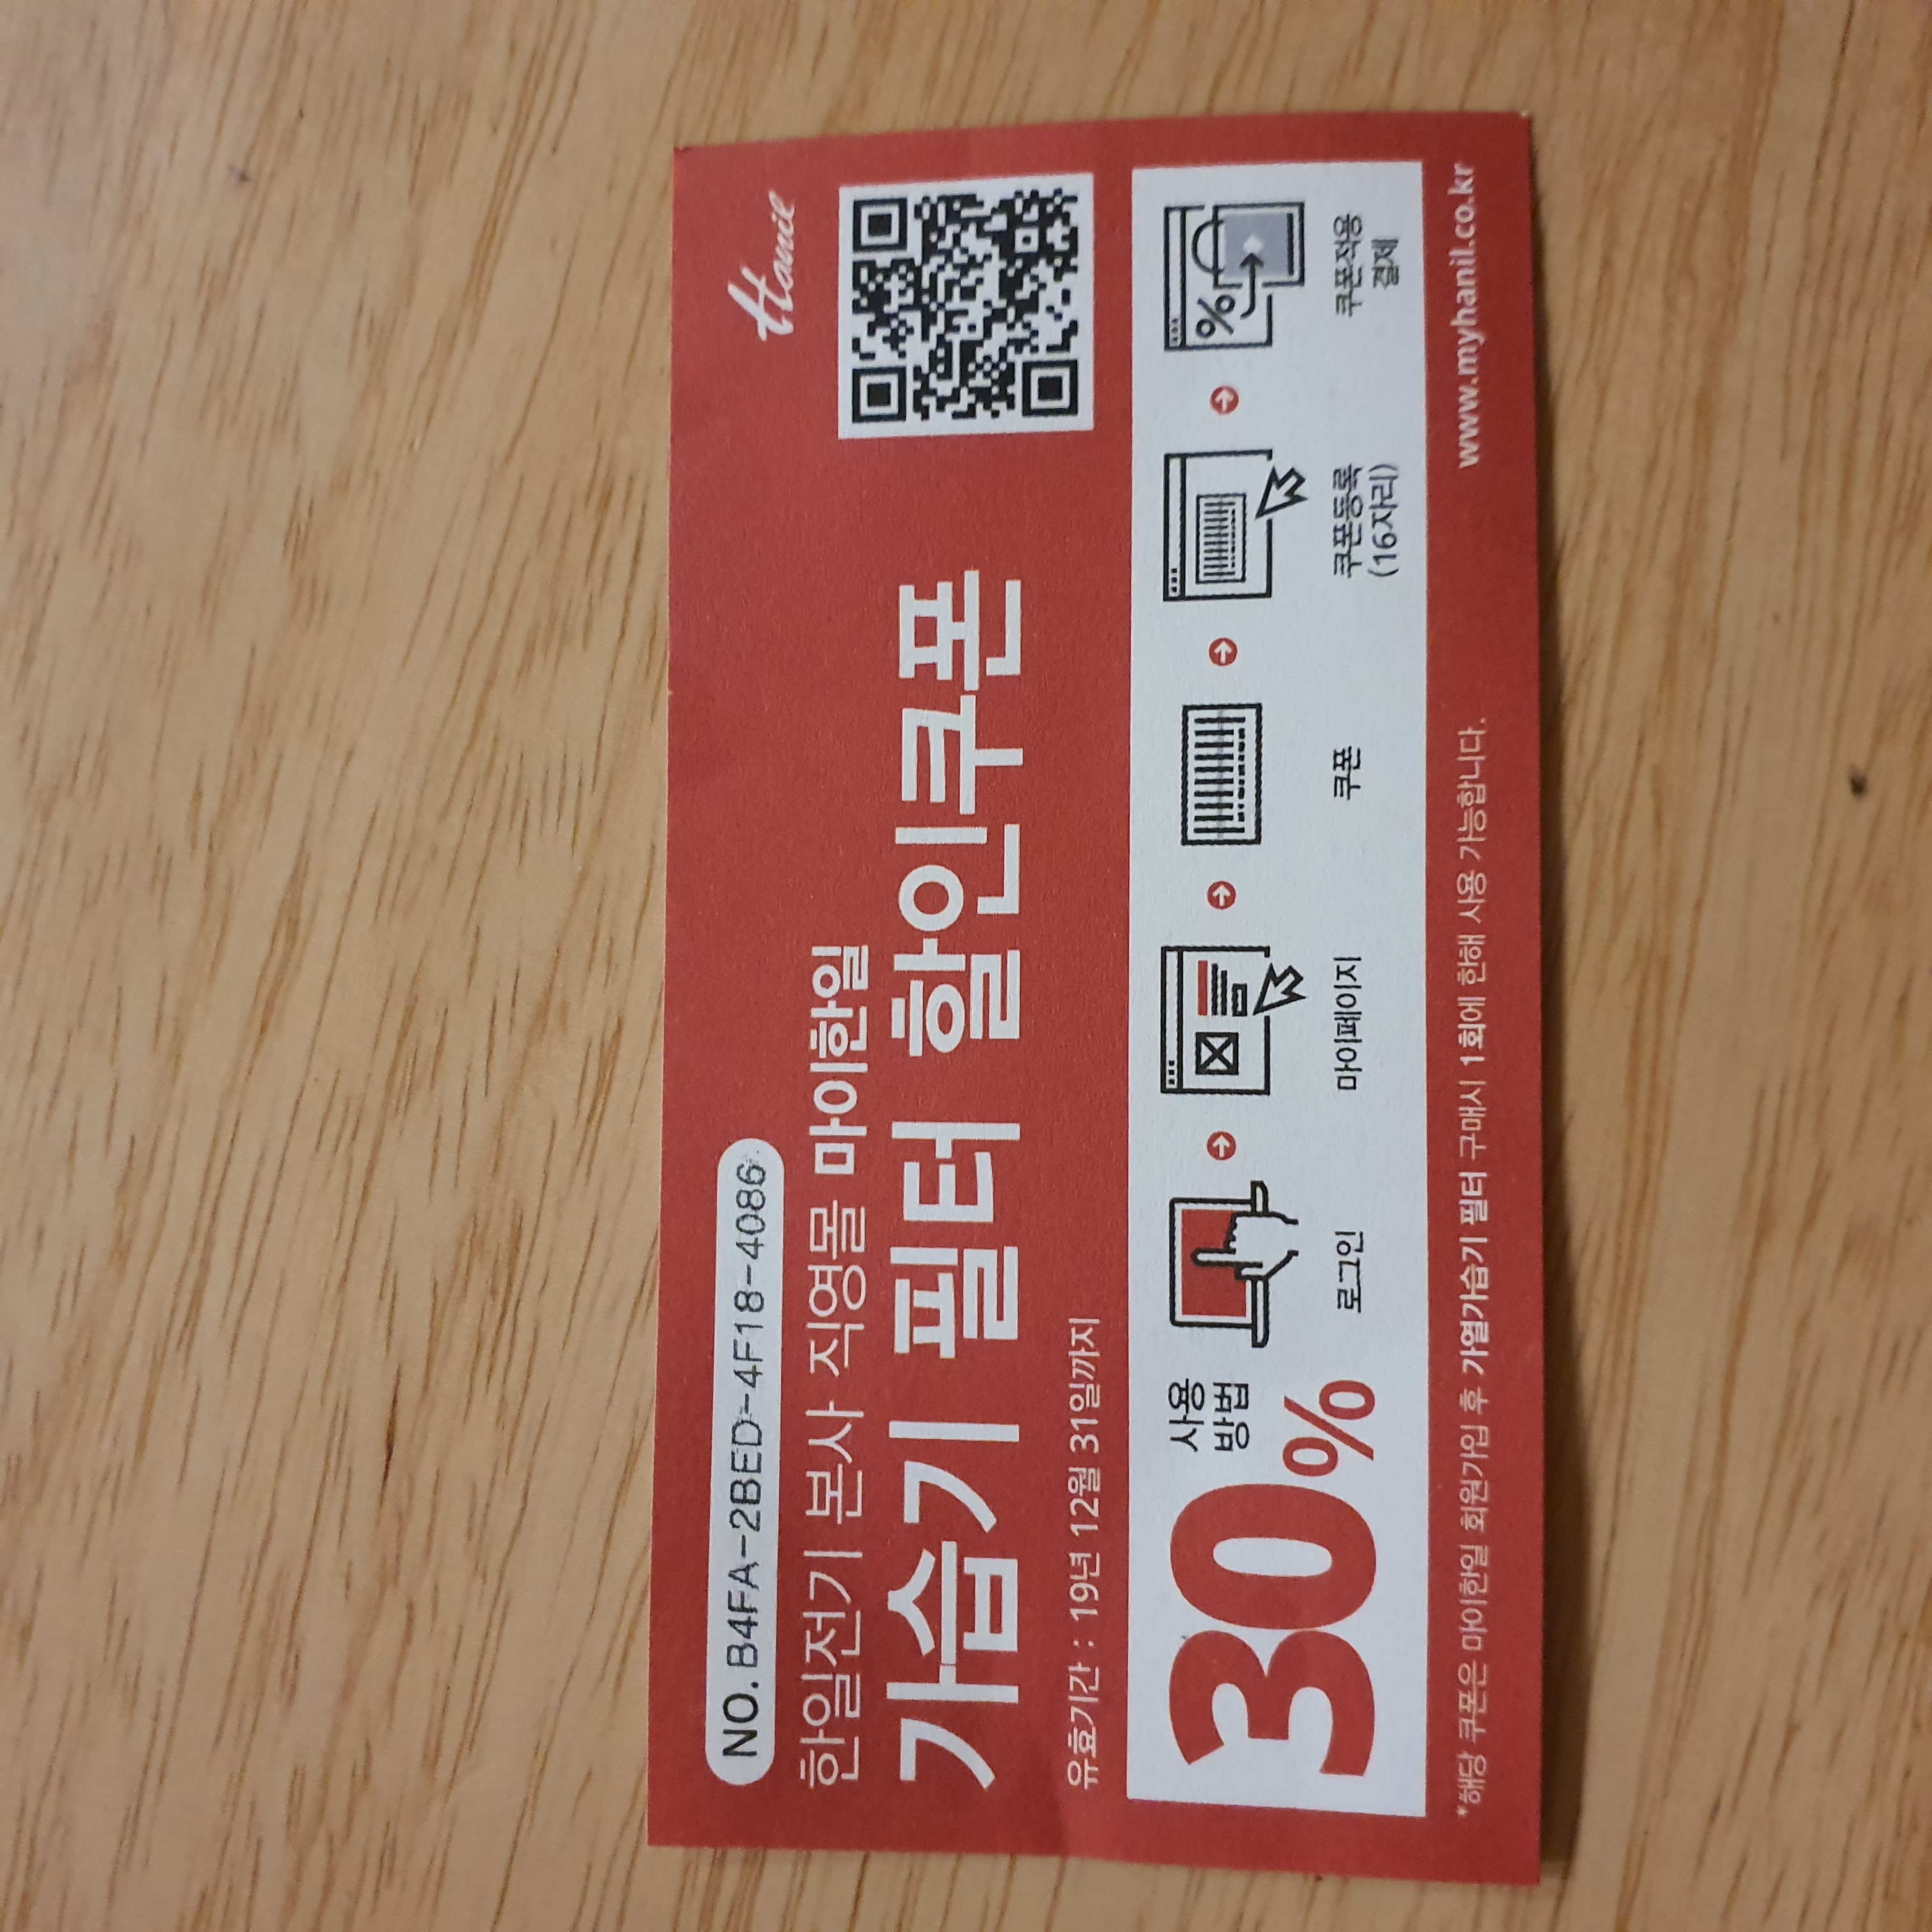 NO. B4FA-2BED-4F18-4086
Hanil
한일전기 본사 직영몰 마이한일
가습기 필터 할인쿠폰
유효기간 : 19년 12월 31일까지
30%
사용
방법
로그인
마이페이지
쿠폰
쿠폰등록
(16자리)
쿠폰적용
결제
*해당 쿠폰은 마이한일 회원가입 후 가열가습기 필터 구매시 1회에 한해 사용 가능합니다.
www.myhanil.co.kr